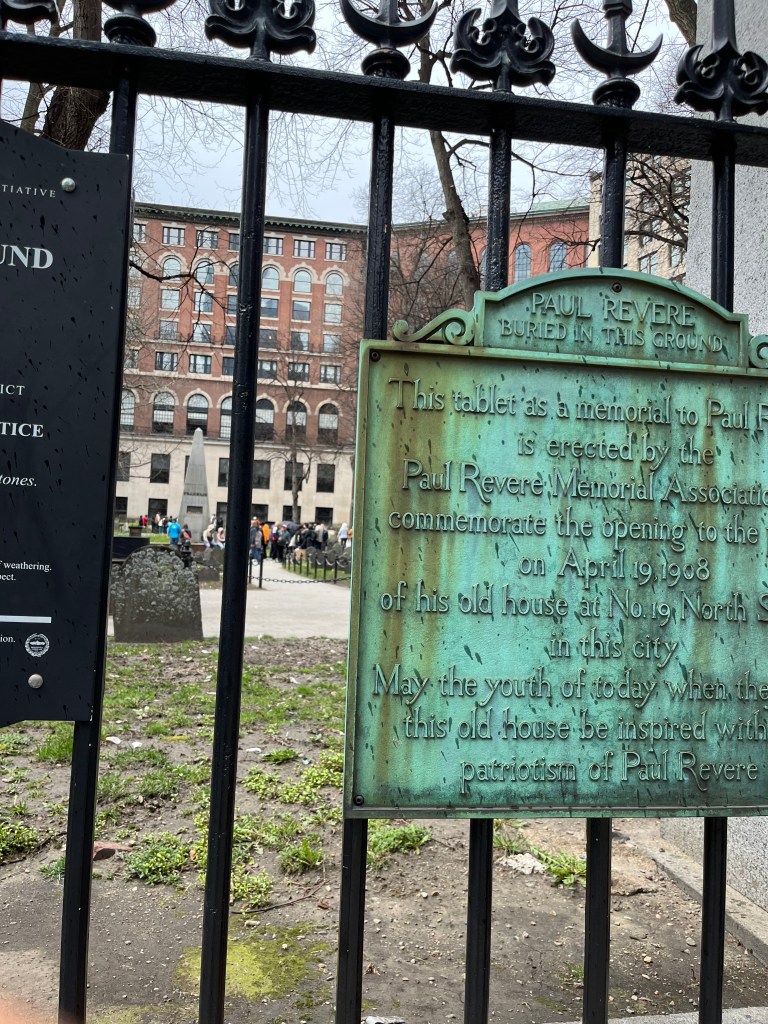 TIATIVE
UND
ICT
TICE
tones.
f weathering.
pect.
ion.
PAUL REVERE
BURIED IN THIS GROUND
This tablet as a memorial to Paul
is erected by the
Paul Revere Memorial Associatio
commemorate the opening to the
on April 19, 1908
of his old house at No. 19, North S
in this city
May the youth of today, when the
this old house be inspired with
patriotism of Paul Revere